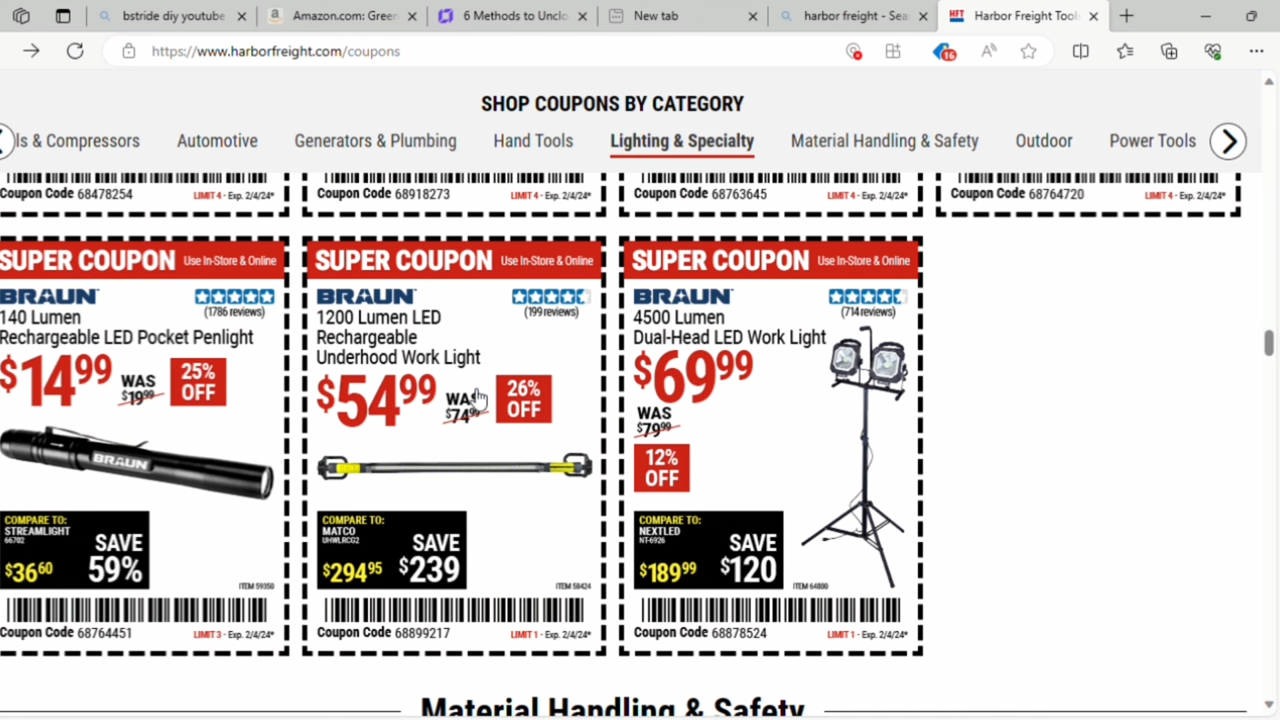 bstride diy youtube
Amazon.com: Green
6 Methods to Unclo
New tab
harbor freight - Sea
HFT
Harbor Freight Tools
https://www.harborfreight.com/coupons
16
SHOP COUPONS BY CATEGORY
ls & Compressors
Automotive
Generators & Plumbing
Hand Tools
Lighting & Specialty
Material Handling & Safety
Outdoor
Power Tools
Coupon Code 68478254
LIMIT 4 - Exp. 2/4/24*
Coupon Code 68918273
LIMIT 4 - Exp. 2/4/24*
Coupon Code 68763645
LIMIT 4 - Exp. 2/4/24*
Coupon Code 68764720
LIMIT 4 - Exp. 2/4/24*
SUPER COUPON Use In-Store & Online
BRAUN
(1786 reviews)
140 Lumen
Rechargeable LED Pocket Penlight
$14.99
WAS
$19.99
25%
OFF
BRAUN
COMPARE TO:
STREAMLIGHT
66702
$36.60
SAVE
59%
ITEM 59350
Coupon Code 68764451
LIMIT 3 - Exp. 2/4/24*
SUPER COUPON Use In-Store & Online
BRAUN
(199 reviews)
1200 Lumen LED
Rechargeable
Underhood Work Light
$54.99
WAS
$74.99
26%
OFF
COMPARE TO:
MATCO
UHWLRCG2
$294.95
SAVE
$239
ITEM 58424
Coupon Code 68899217
LIMIT 1 - Exp. 2/4/24*
SUPER COUPON Use In-Store & Online
BRAUN
(714 reviews)
4500 Lumen
Dual-Head LED Work Light
$69.99
WAS
$79.99
12%
OFF
COMPARE TO:
NEXTLED
NT-6926
$189.99
SAVE
$120
ITEM 64800
Coupon Code 68878524
LIMIT 1 - Exp. 2/4/24*
Material Handling & Safety